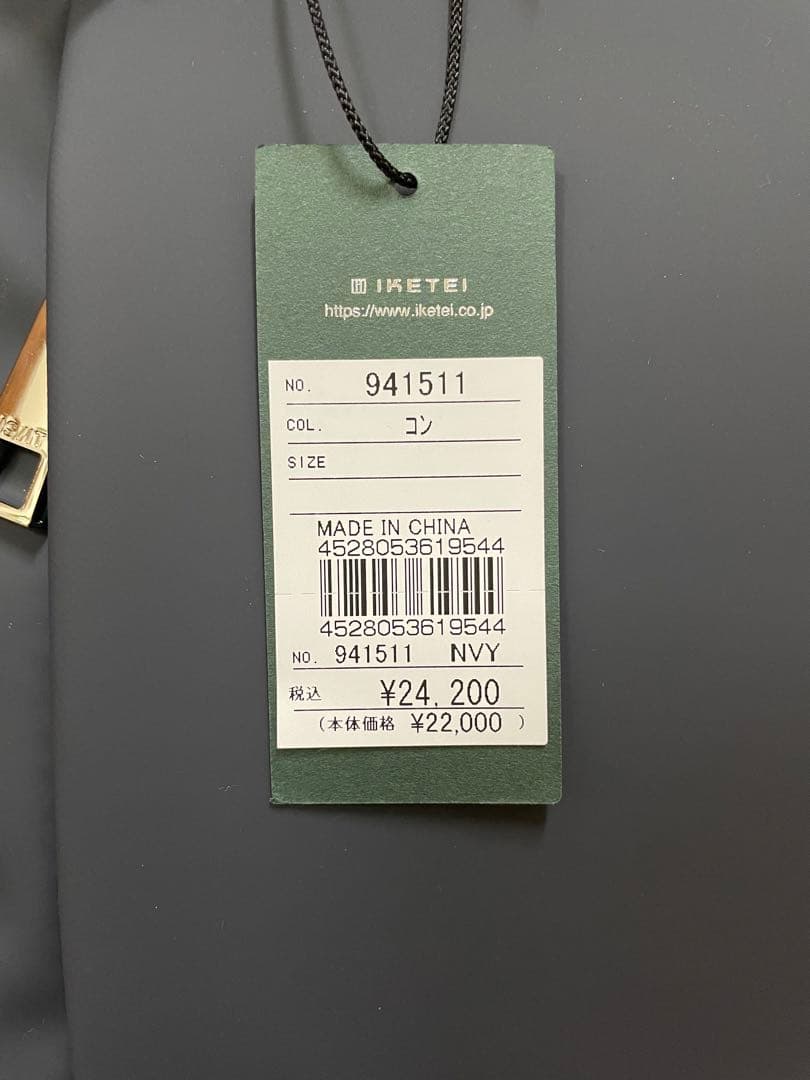 IKETEI
https://www.iketei.co.jp
NO. 941511
COL. コン
SIZE
MADE IN CHINA
4528053619544
4528053619544
NO. 941511 NVY
税込 ¥24,200
(本体価格 ¥22,000 )